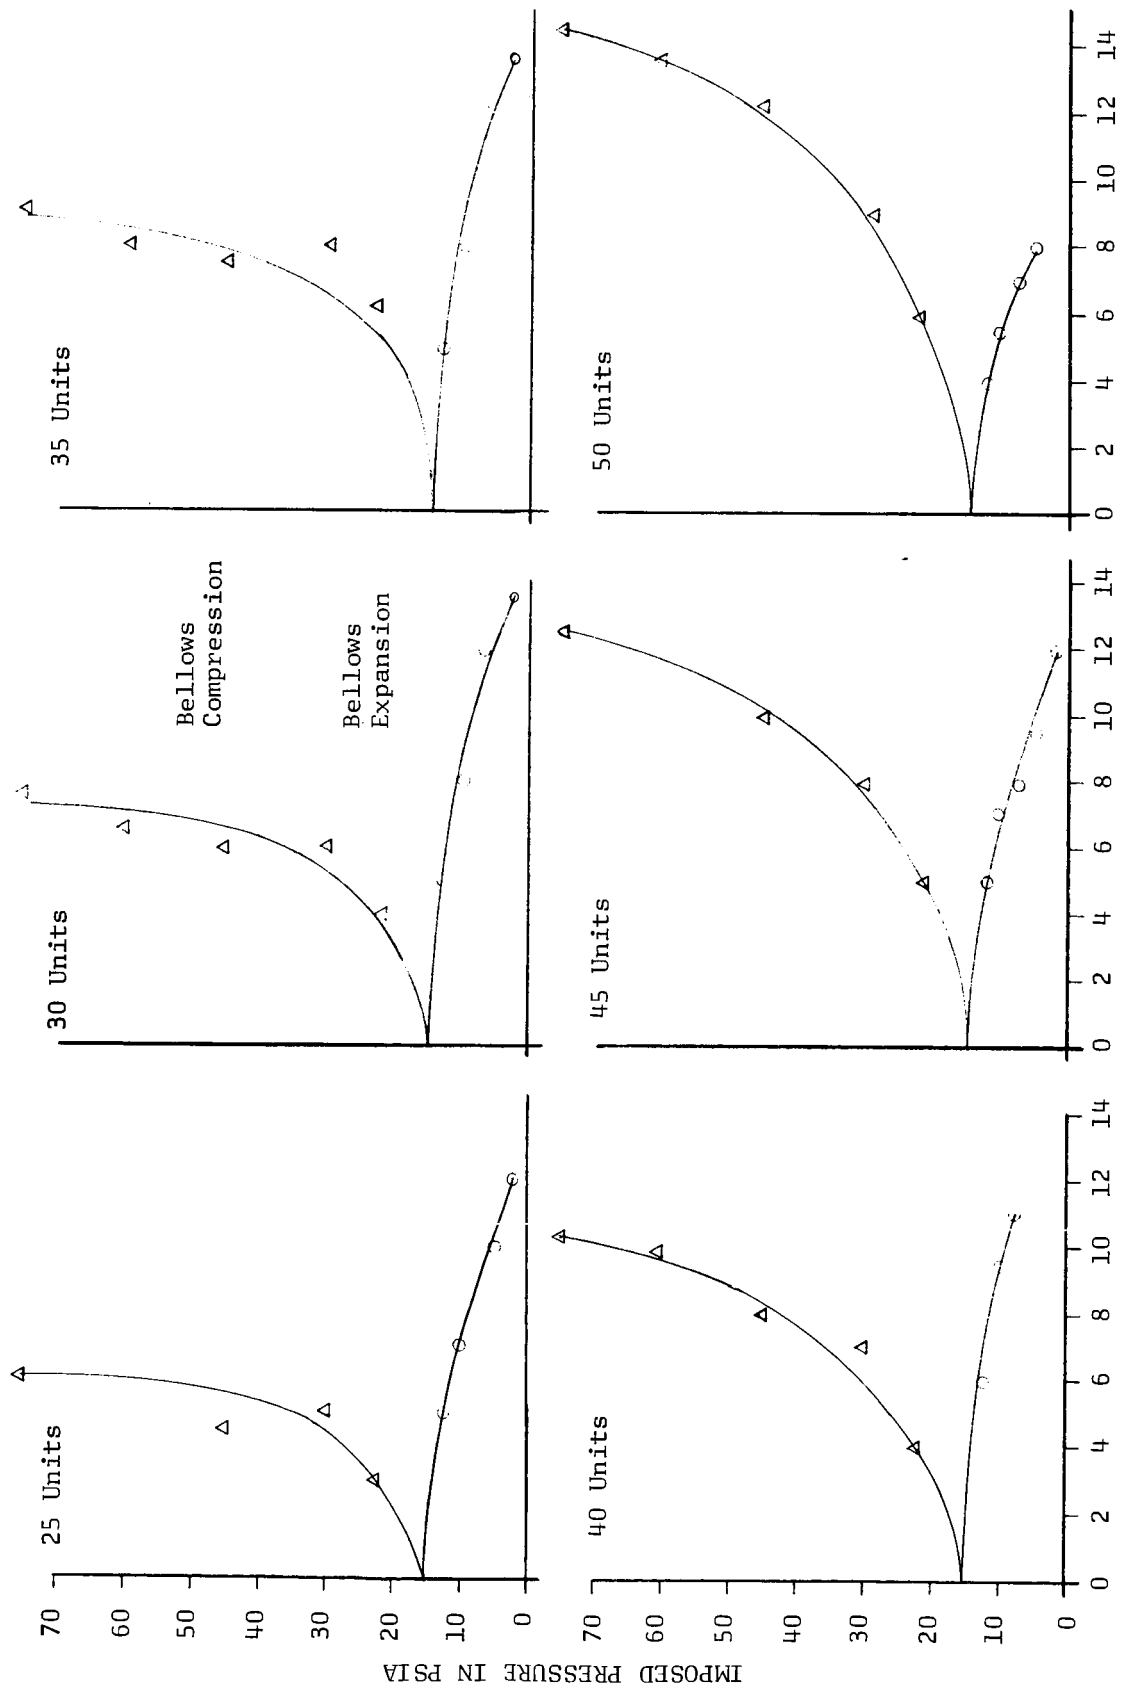 25 Units
30 Units
Bellows
Compression
Bellows
Expansion
35 Units
70
60
50
40
30
20
10
0
40 Units
45 Units
50 Units
70
60
50
40
30
20
10
0
0 2 4 6 8 10 12 14
0 2 4 6 8 10 12 14
0 2 4 6 8 10 12 14
IMPOSED PRESSURE IN PSIA